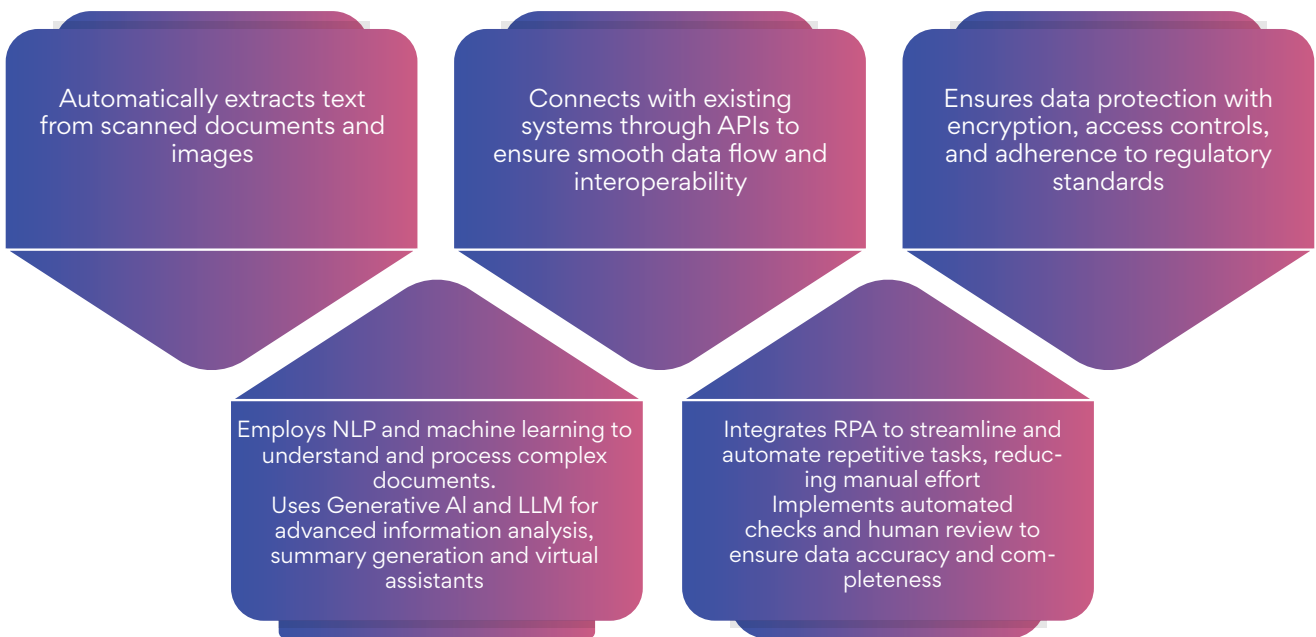 Automatically extracts text
from scanned documents and
images
Connects with existing
systems through APIs to
ensure smooth data flow and
interoperability
Ensures data protection with
encryption, access controls,
and adherence to regulatory
standards
Employs NLP and machine learning to
understand and process complex
documents.
Uses Generative AI and LLM for
advanced information analysis,
summary generation and virtual
assistants
Integrates RPA to streamline and
automate repetitive tasks, reduc-
ing manual effort
Implements automated
checks and human review to
ensure data accuracy and com-
pleteness